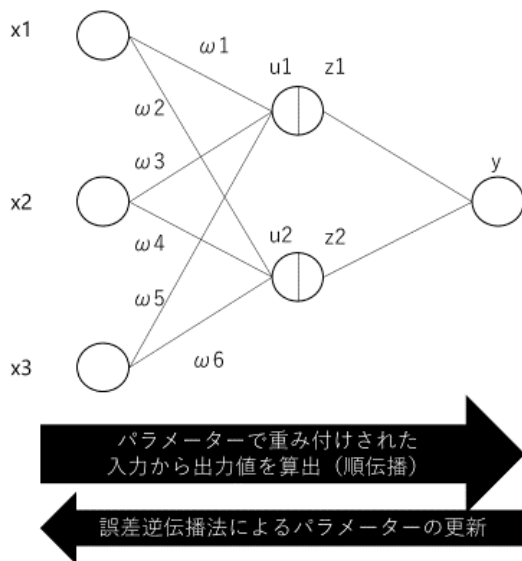 x1
ω1
u1 z1
ω2
ω3
y
x2
ω4
u2 z2
ω5
ω6
x3
パラメーターで重み付けされた
入力から出力値を算出（順伝播）
誤差逆伝播法によるパラメーターの更新